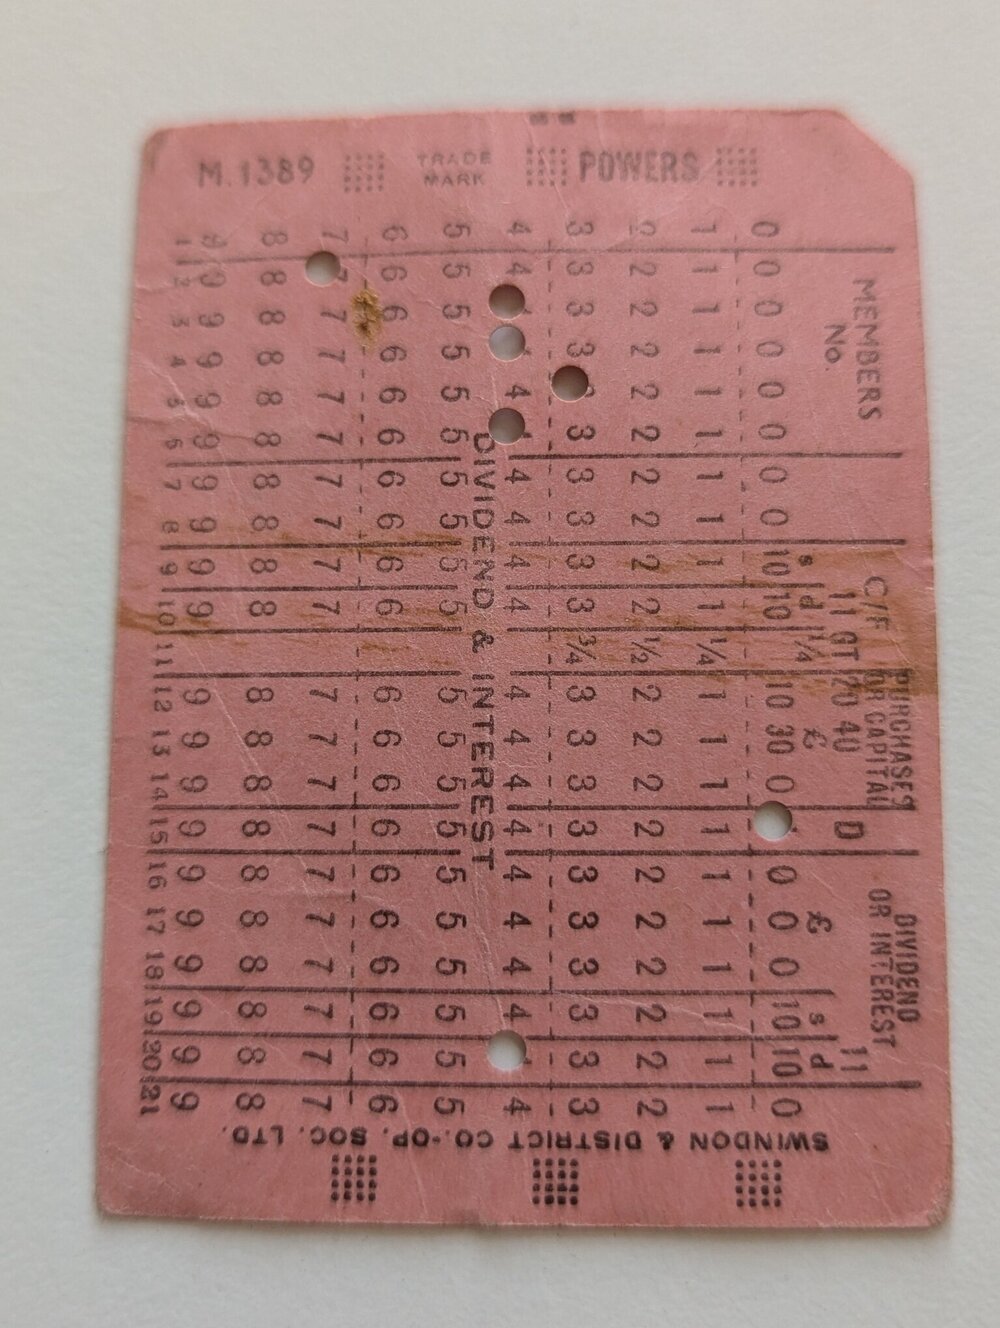 M.1389 TRADE MARK POWERS
MEMBERS No. C/F PURCHASES OR CAPITAL D DIVIDEND OR INTEREST
11 GT 20 40 11
s d 1/4 £ £ s d
0 0 0 0 0 0 0 0 10 10 10 30 0 0 0 0 10 10 0
1 1 1 1 1 1 1 1 1 1 1/4 1 1 1 1 1 1 1 1 1 1
2 2 2 2 2 2 2 2 2 2 1/2 2 2 2 2 2 2 2 2 2 2
3 3 3 3 3 3 3 3 3 3/4 3 3 3 3 3 3 3 3 3 3
4 4 4 4 4 4 4 4 4 4 4 4 4 4 4 4
DIVIDEND & INTEREST
5 5 5 5 5 5 5 5 5 5 5 5 5 5 5 5 5 5 5 5
6 6 6 6 6 6 6 6 6 6 6 6 6 6 6 6 6 6 6 6
7 7 7 7 7 7 7 7 7 7 7 7 7 7 7 7 7 7 7 7
8 8 8 8 8 8 8 8 8 8 8 8 8 8 8 8 8 8 8 8
9 9 9 9 9 9 9 9 9 9 9 9 9 9 9 9 9 9 9 9
1 2 3 4 5 6 7 8 9 10 11 12 13 14 15 16 17 18 19 20 21
SWINDON & DISTRICT CO-OP. SOC. LTD.